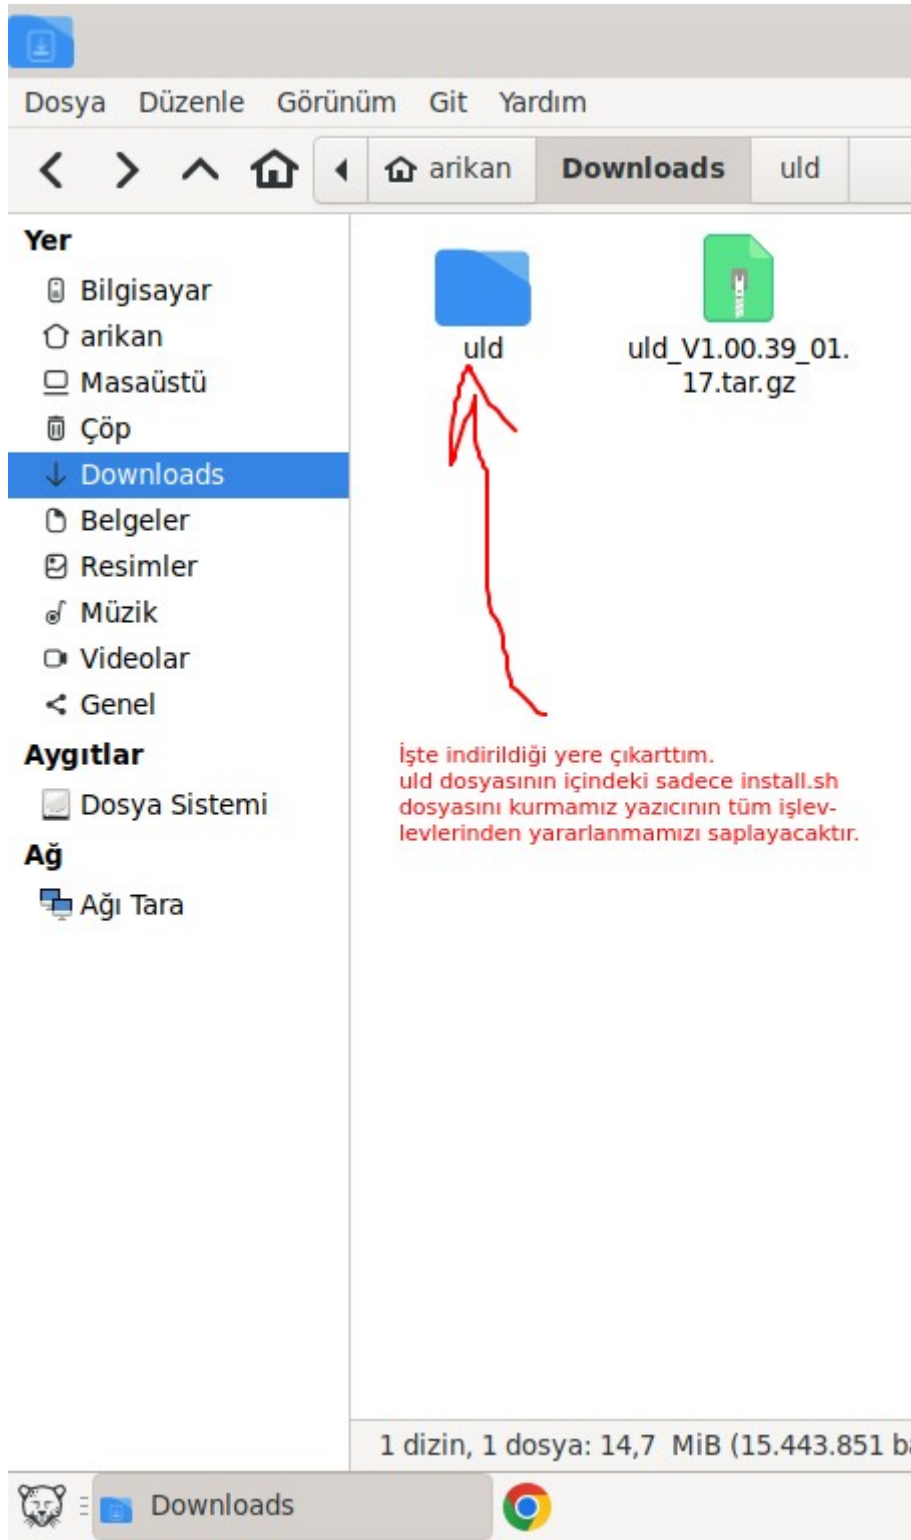 Dosya Düzenle Görünüm Git Yardım
arikan Downloads uld
Yer
Bilgisayar
arikan
Masaüstü
Çöp
Downloads
Belgeler
Resimler
Müzik
Videolar
Genel
Aygıtlar
Dosya Sistemi
Ağ
Ağı Tara
uld
uld_V1.00.39_01.
17.tar.gz
İşte indirildiği yere çıkarttım.
uld dosyasının içindeki sadece install.sh
dosyasını kurmamız yazıcının tüm işlev-
levlerinden yararlanmamızı saplayacaktır.
1 dizin, 1 dosya: 14,7 MiB (15.443.851 ba
Downloads